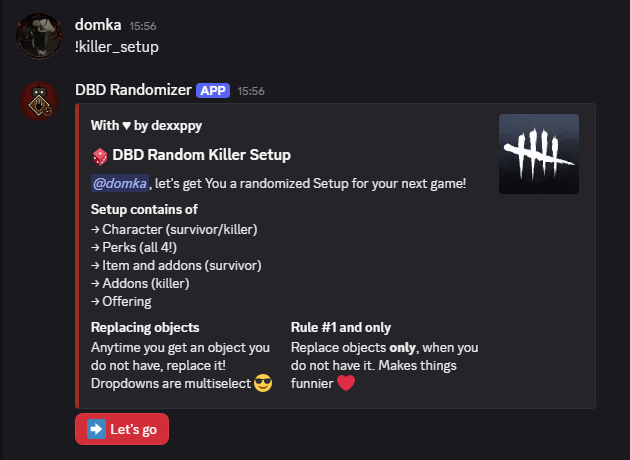 domka 15:56
!killer_setup
DBD Randomizer APP 15:56
With ♥ by dexxppy
🎲 DBD Random Killer Setup
@domka, let's get You a randomized Setup for your next game!
Setup contains of
→ Character (survivor/killer)
→ Perks (all 4!)
→ Item and addons (survivor)
→ Addons (killer)
→ Offering
Replacing objects
Anytime you get an object you
do not have, replace it!
Dropdowns are multiselect 😎
Rule #1 and only
Replace objects only, when you
do not have it. Makes things
funnier ❤️
➡️ Let's go